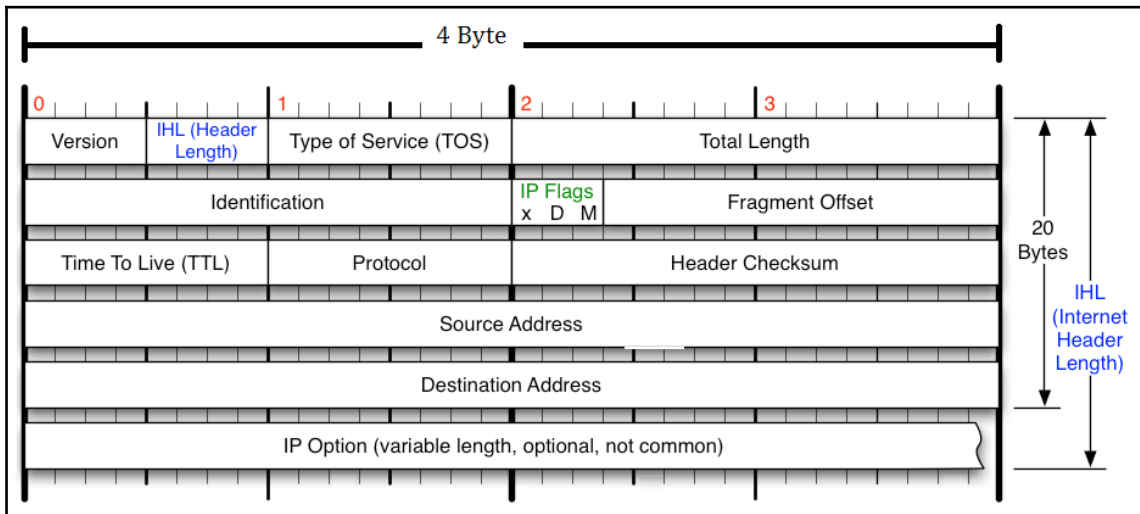 4 Byte
0 1 2 3
Version IHL (Header Length) Type of Service (TOS) Total Length
Identification IP Flags x D M Fragment Offset
Time To Live (TTL) Protocol Header Checksum
Source Address
Destination Address
IP Option (variable length, optional, not common)
20
Bytes
IHL
(Internet
Header
Length)